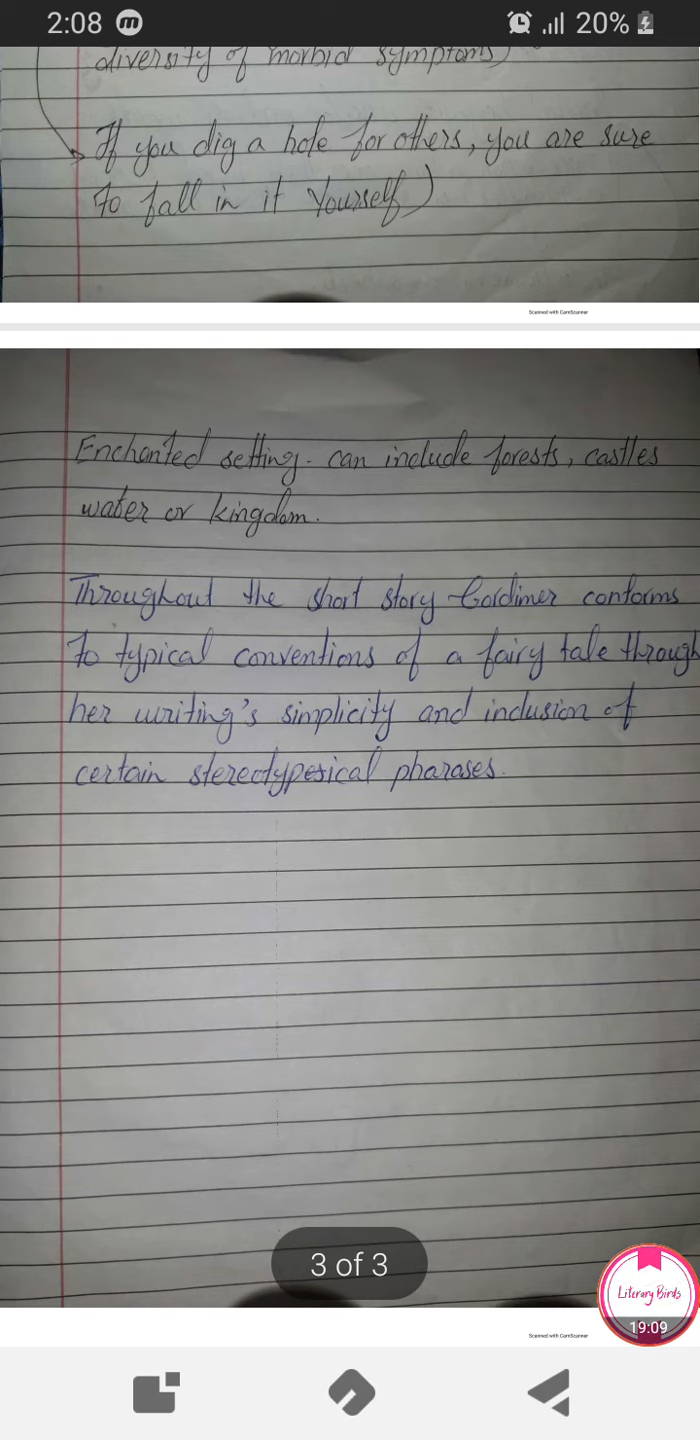 2:08
20%
diversity of morbid symptoms)
If you dig a hole for others, you are sure
to fall in it Yourself)
Scanned with CamScanner
Enchanted setting - can include forests, castles
water or kingdom.
Throughout the short story Gordimer conforms
to typical conventions of a fairy tale through
her writing's simplicity and inclusion of
certain stereotypesical pharases.
3 of 3
Literary Birds
19:09
Scanned with CamScanner